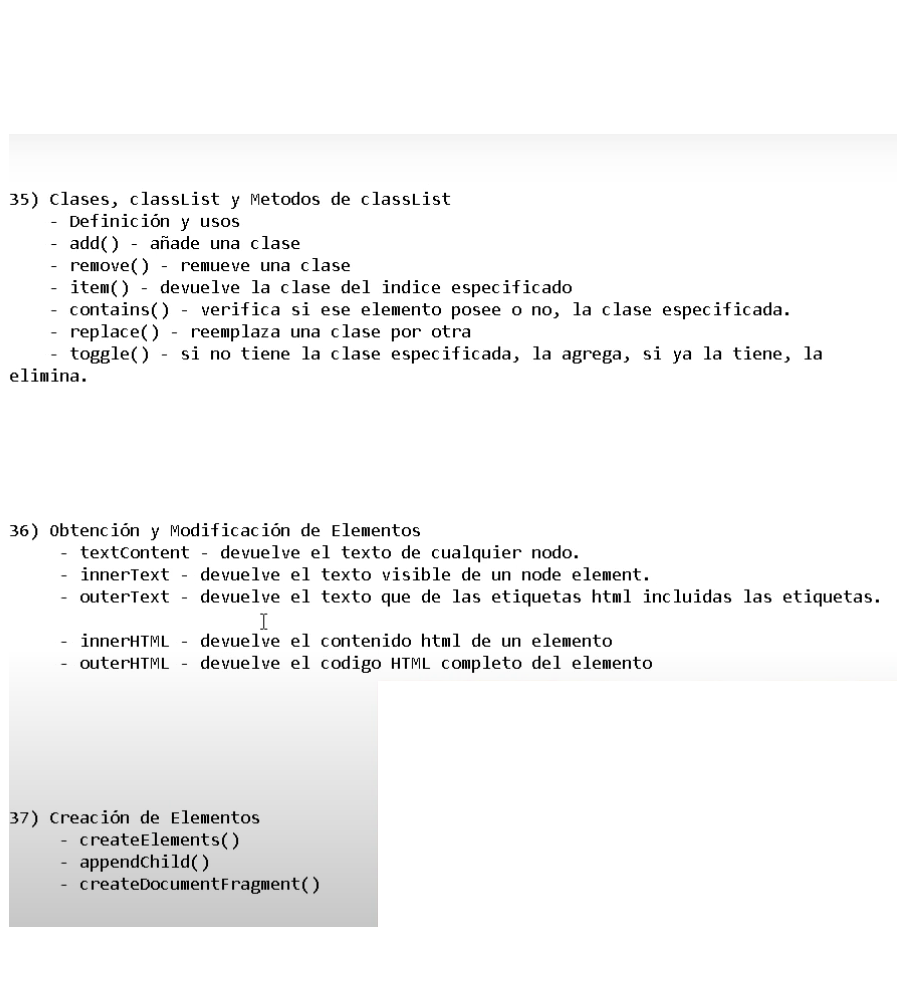 35) Clases, classList y Metodos de classList
- Definición y usos
- add() - añade una clase
- remove() - remueve una clase
- item() - devuelve la clase del indice especificado
- contains() - verifica si ese elemento posee o no, la clase especificada.
- replace() - reemplaza una clase por otra
- toggle() - si no tiene la clase especificada, la agrega, si ya la tiene, la
elimina.
36) Obtención y Modificación de Elementos
- textContent - devuelve el texto de cualquier nodo.
- innerText - devuelve el texto visible de un node element.
- outerText - devuelve el texto que de las etiquetas html incluidas las etiquetas.
- innerHTML - devuelve el contenido html de un elemento
- outerHTML - devuelve el codigo HTML completo del elemento
37) Creación de Elementos
- createElements()
- appendChild()
- createDocumentFragment()